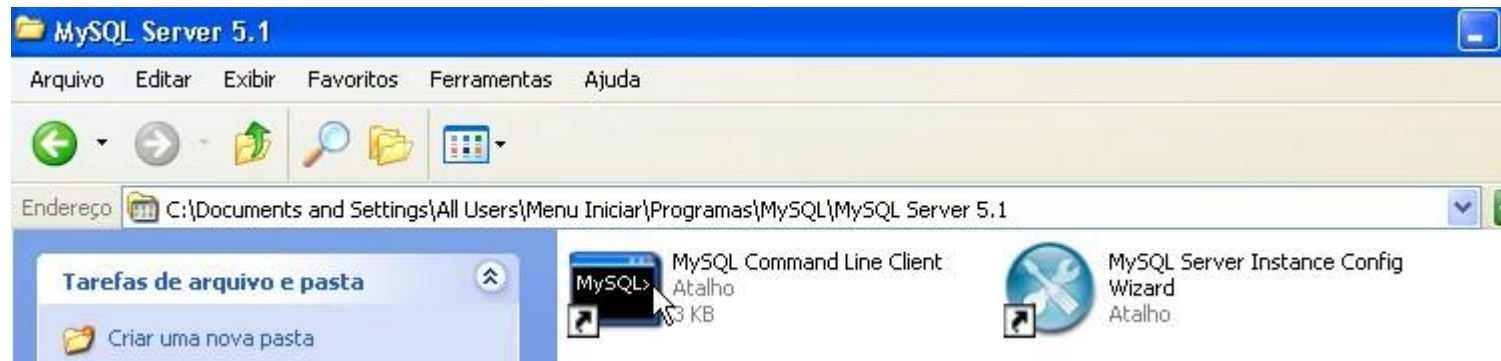 MySQL Server 5.1
Arquivo Editar Exibir Favoritos Ferramentas Ajuda
Endereço C:\Documents and Settings\All Users\Menu Iniciar\Programas\MySQL\MySQL Server 5.1
Tarefas de arquivo e pasta
Criar uma nova pasta
MySQL>
MySQL Command Line Client
Atalho
3 KB
MySQL Server Instance Config
Wizard
Atalho